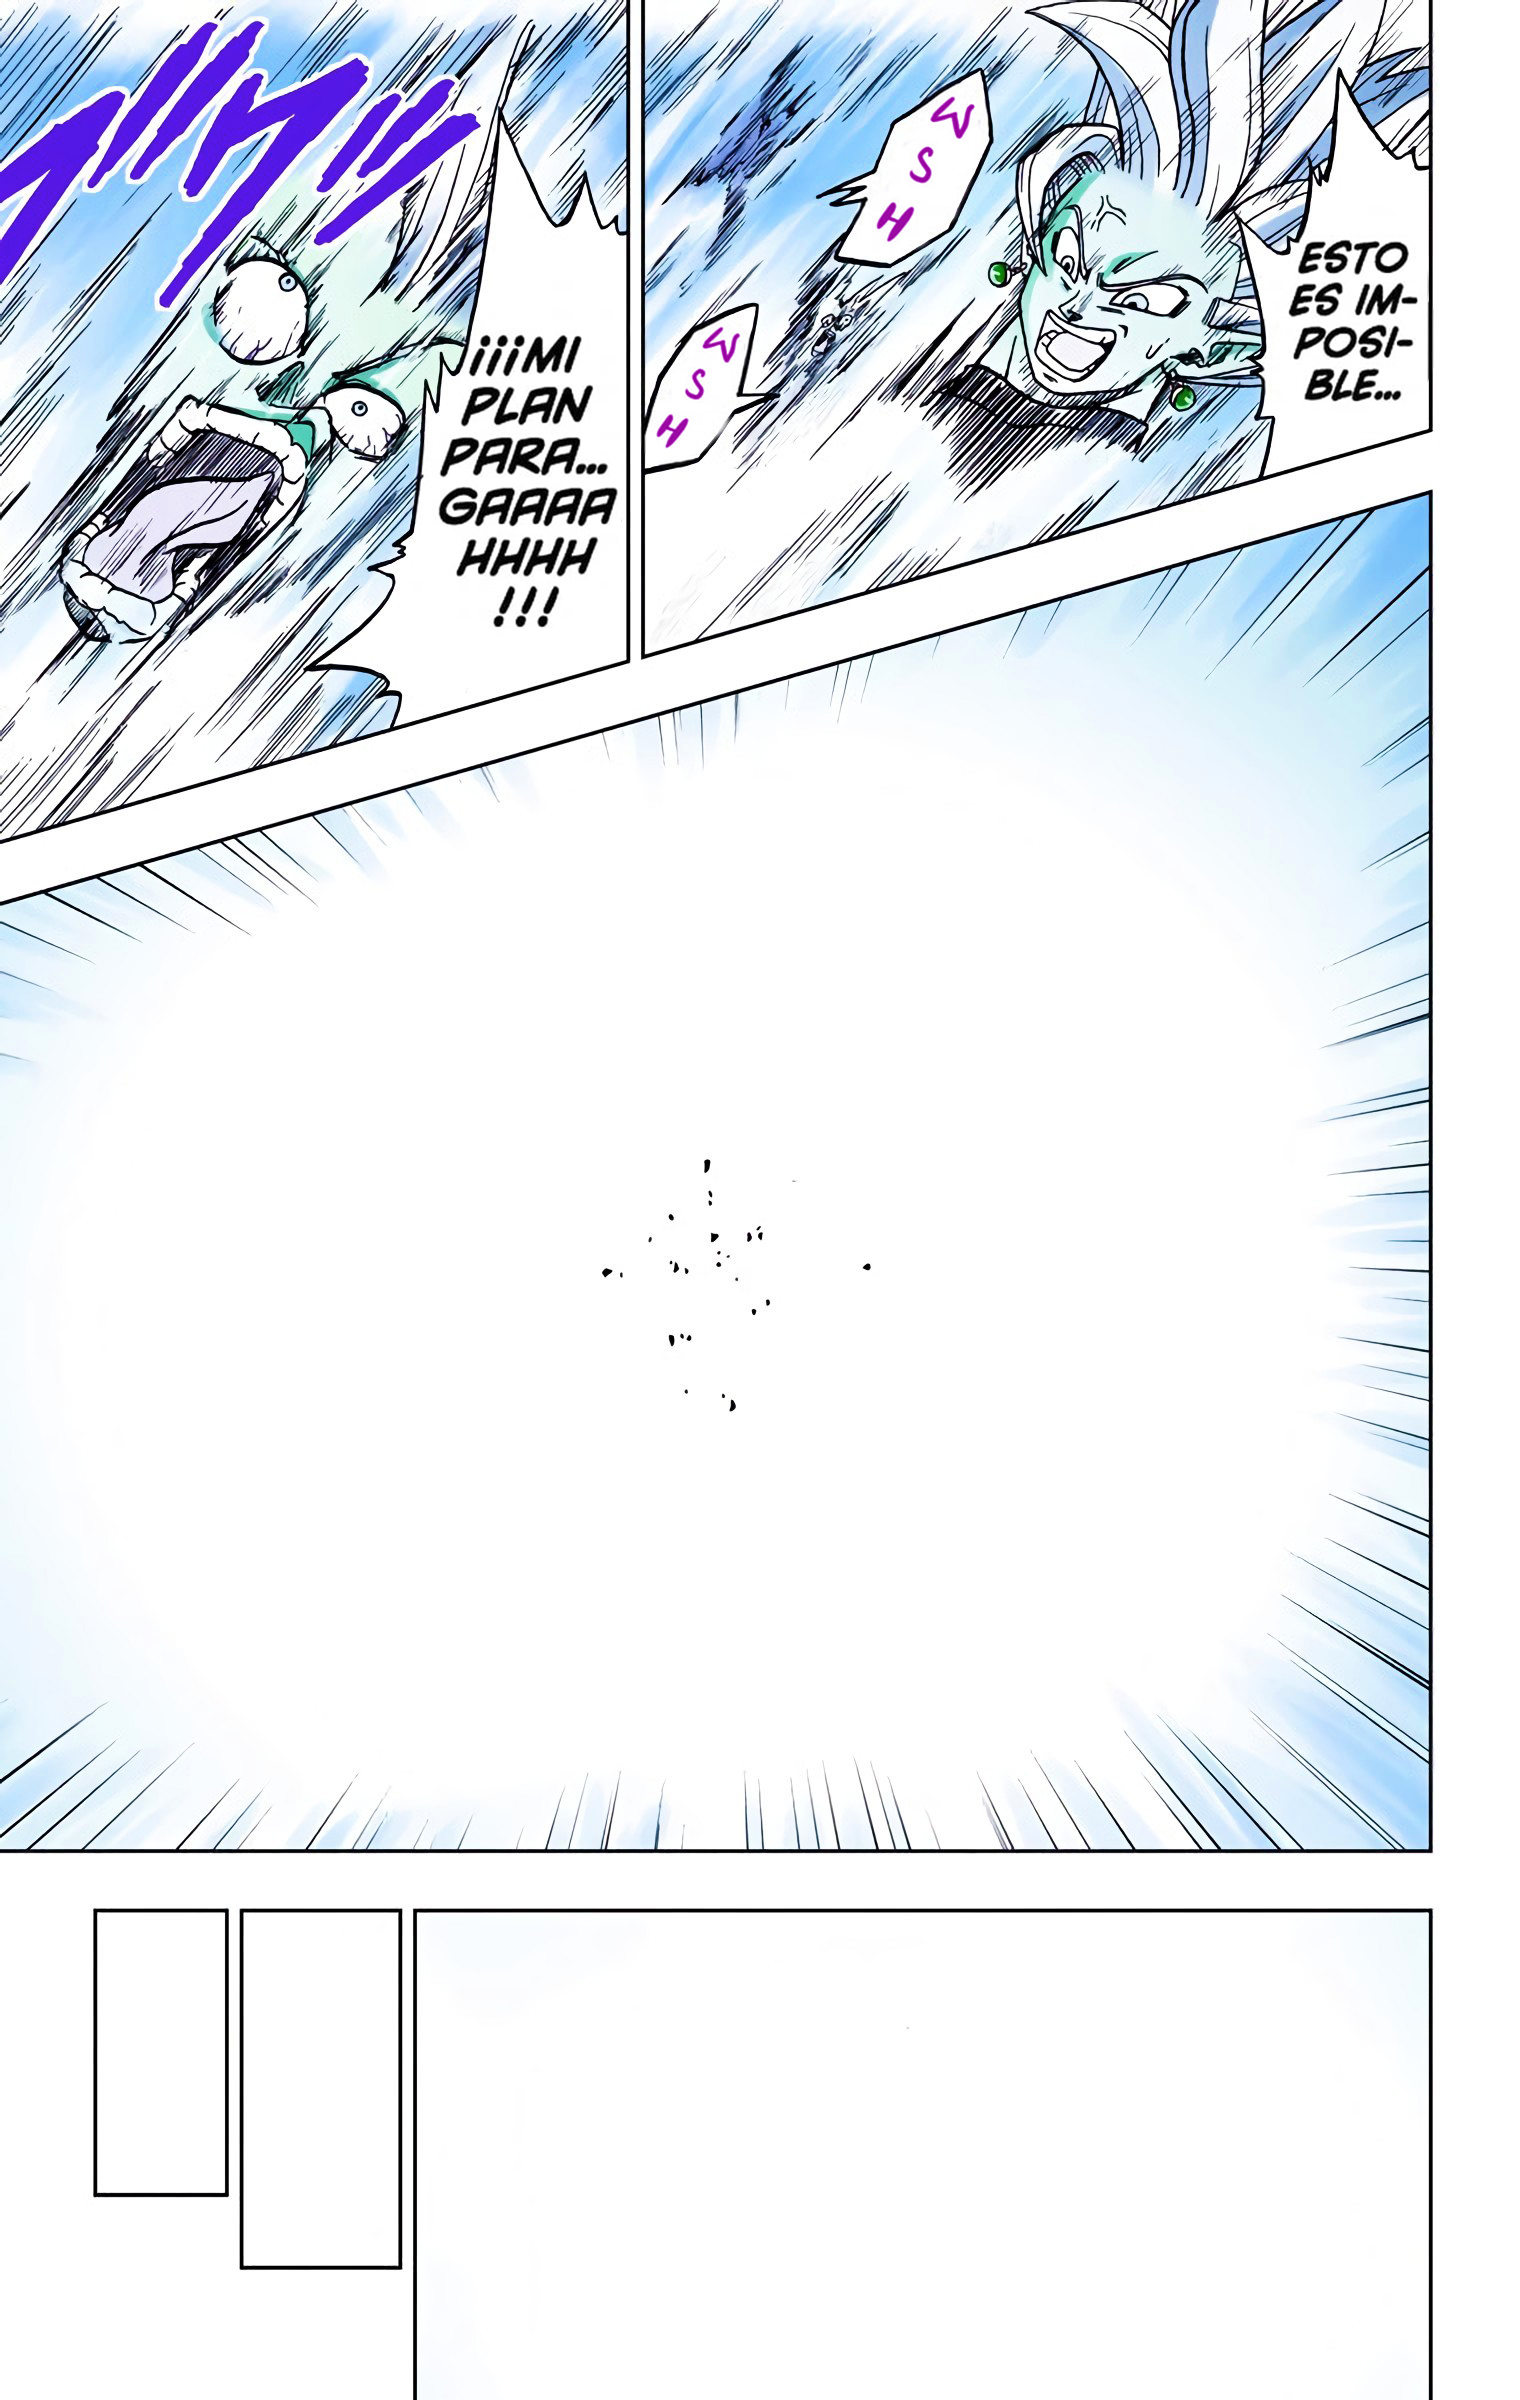 ESTO
ES IM-
POSI-
BLE...
WSH
WSH
¡¡¡MI
PLAN
PARA...
GAAAA
HHHH
!!!